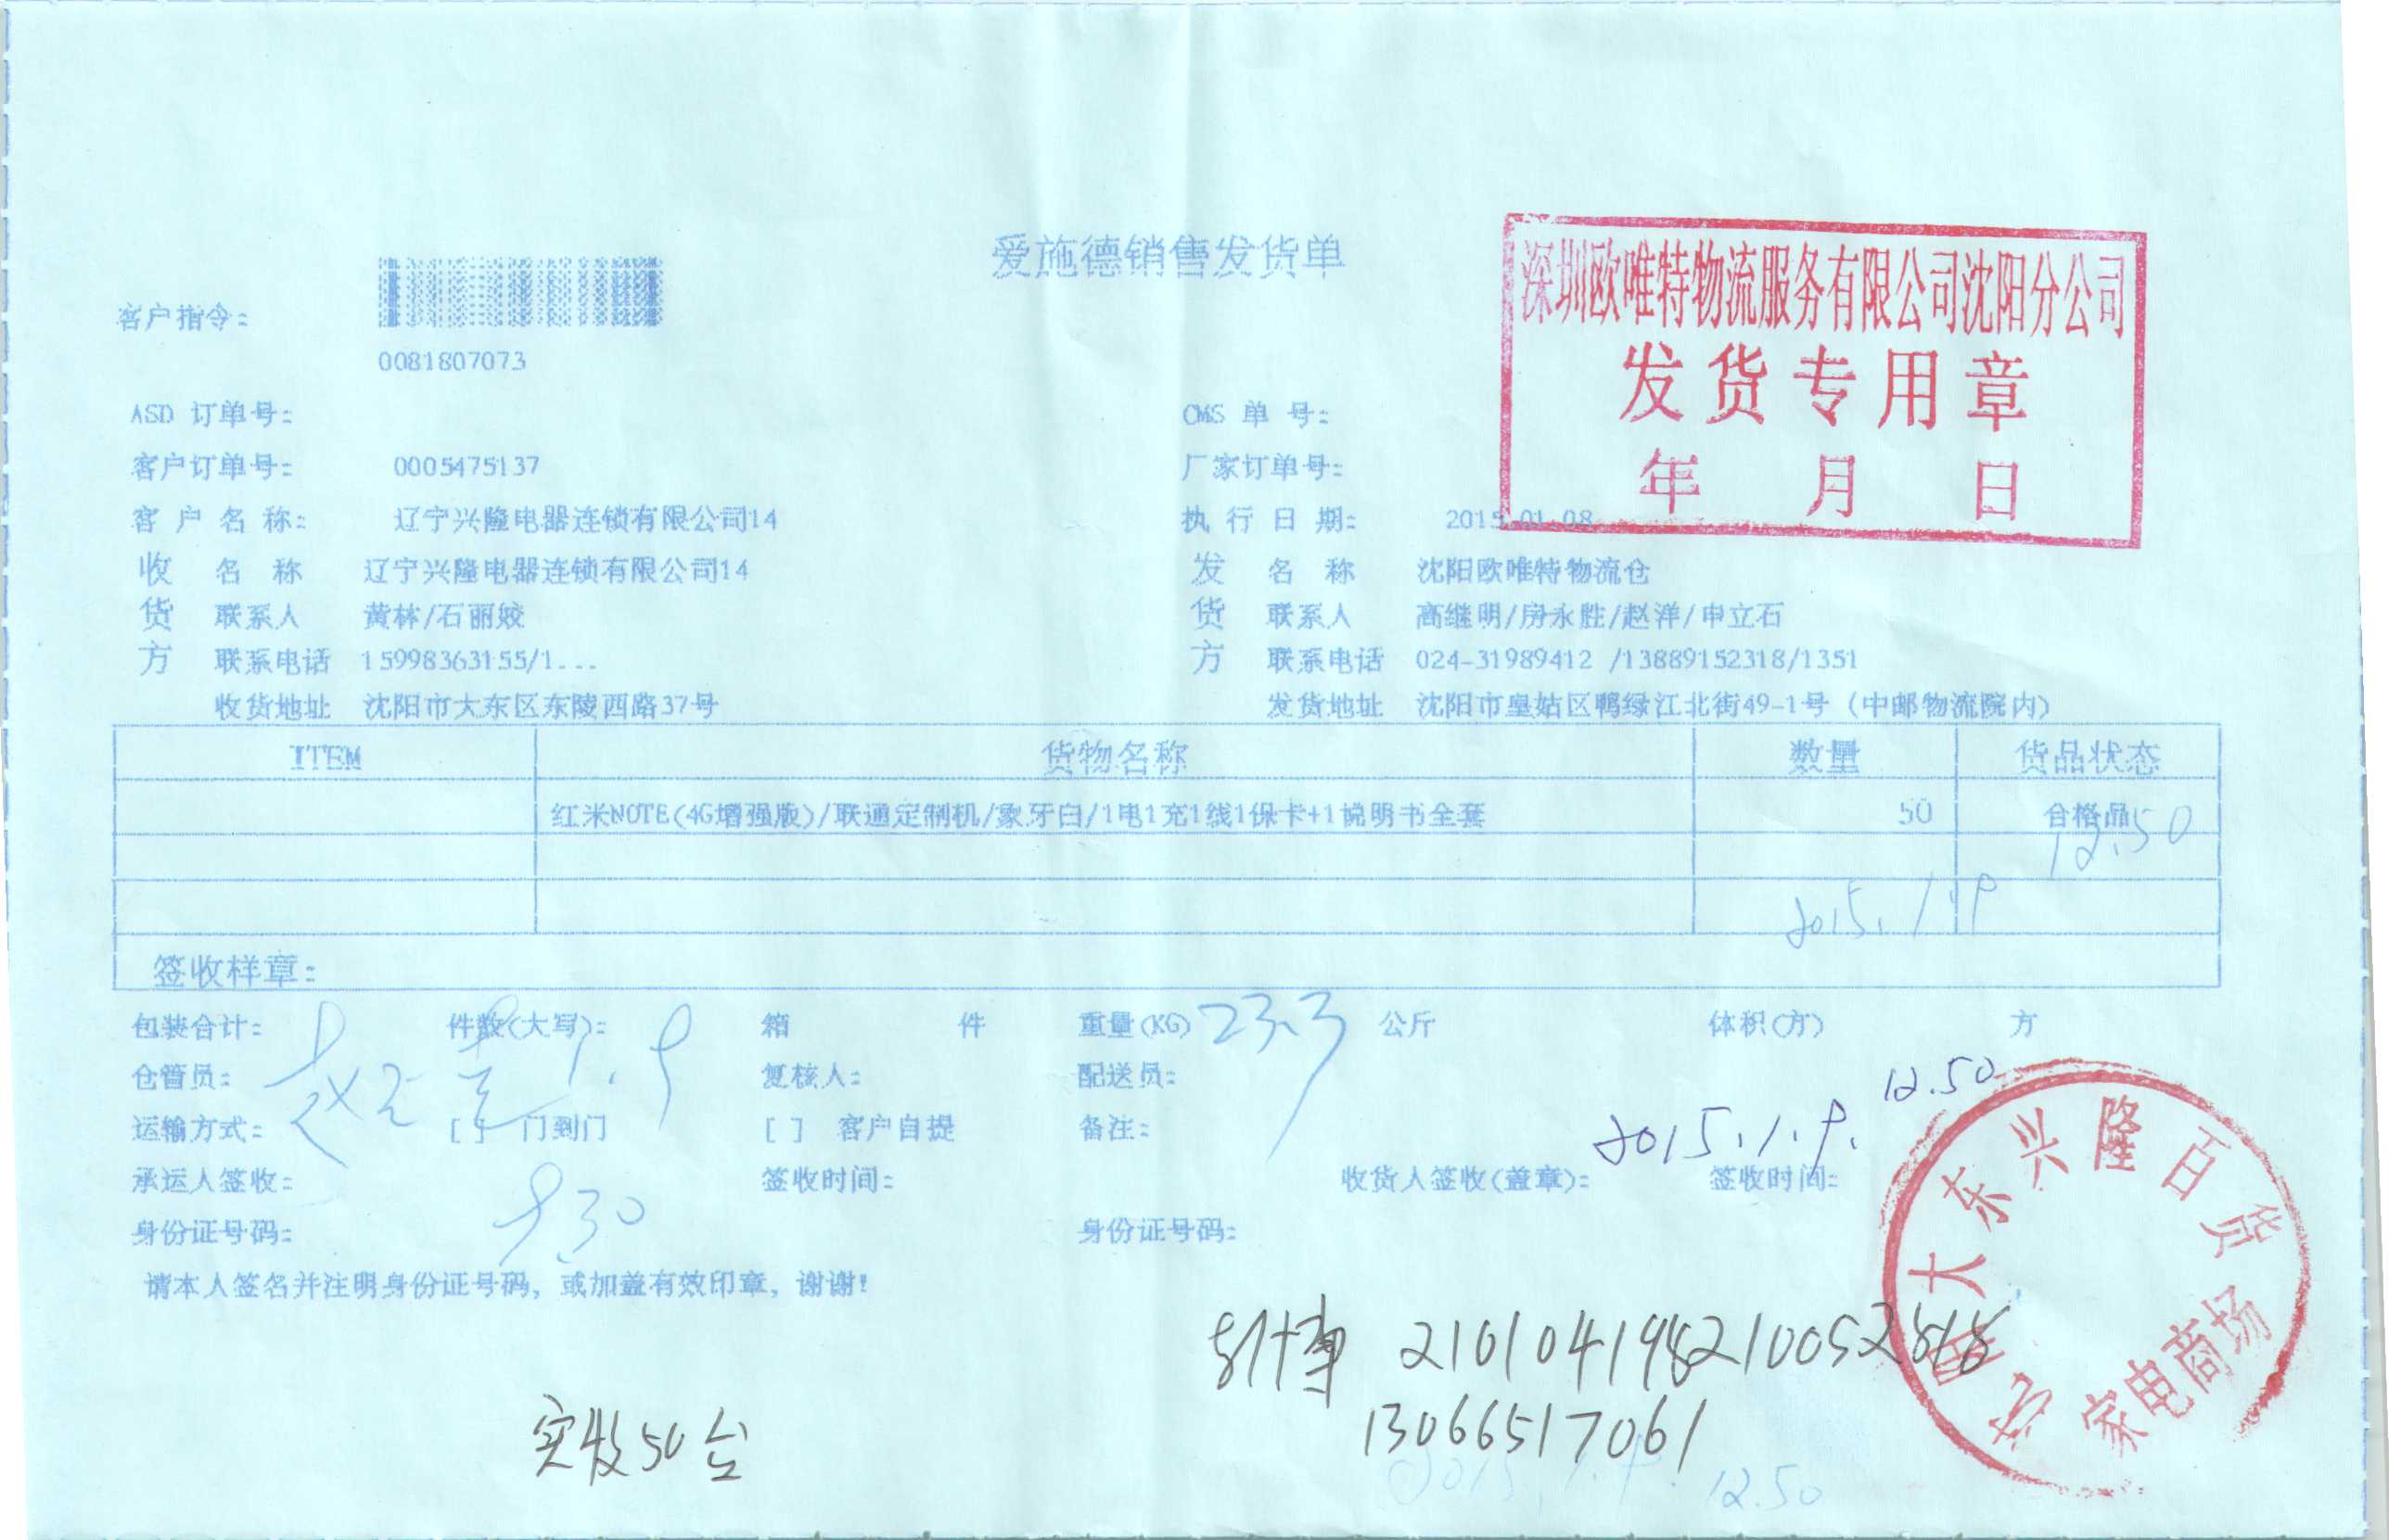 爱施德销售发货单
深圳欧唯特物流服务有限公司沈阳分公司
发货专用章
年 月 日
客户指令:
0081807073
ASD 订单号:
CMS 单 号:
客户订单号: 0005475137
厂家订单号:
客 户 名 称: 辽宁兴隆电器连锁有限公司14
执 行 日 期: 2015-01-08
收 名 称 辽宁兴隆电器连锁有限公司14
发 名 称 沈阳欧唯特物流仓
货 联系人 黄林/石丽姣
货 联系人 高继明/房永胜/赵洋/申立石
方 联系电话 15998363155/1...
方 联系电话 024-31989412 /13889152318/1351
收货地址 沈阳市大东区东陵西路37号
发货地址 沈阳市皇姑区鸭绿江北街49-1号 (中邮物流院内)
ITEM 货物名称 数量 货品状态
红米NOTE(4G增强版)/联通定制机/象牙白/1电1充1线1保卡+1说明书全套 50 合格品
12.50
2015.1.9
签收样章:
包装合计: 件数(大写): 箱 件 重量(KG) 23.3 公斤 体积(方) 方
仓管员: 1.9 复核人: 配送员:
12.50
运输方式: [ ] 门到门 [ ] 客户自提 备注:
2015.1.9.
承运人签收: 签收时间: 收货人签收(盖章): 签收时间:
9.30
身份证号码: 身份证号码:
请本人签名并注明身份证号码, 或加盖有效印章, 谢谢!
沈阳大东兴隆百货
家电商场
210104198210052818
13066517061
实收50台
2015.1.9. 12.50